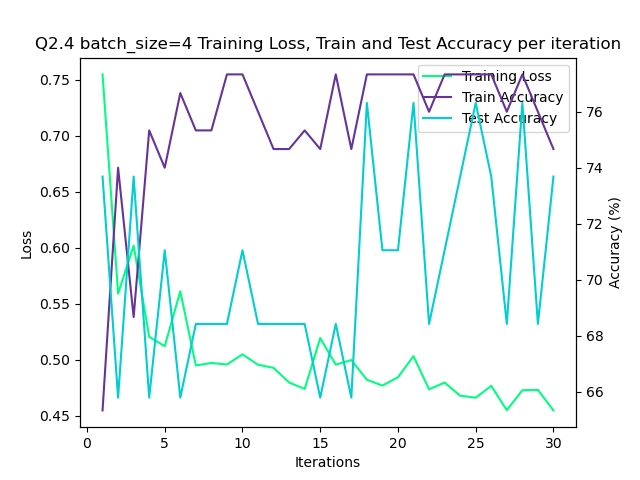 Q2.4 batch_size=4 Training Loss, Train and Test Accuracy per iteration
Training Loss
Train Accuracy
Test Accuracy
0.75
0.70
0.65
0.60
0.55
0.50
0.45
Loss
76
74
72
70
68
66
Accuracy (%)
0 5 10 15 20 25 30
Iterations